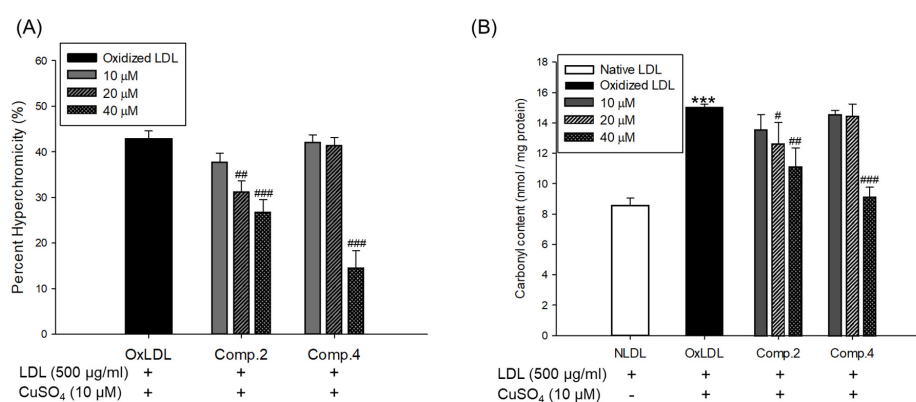 (A)
Oxidized LDL
10 µM
20 µM
40 µM
Percent Hyperchromicity (%)
60
50
40
30
20
10
0
##
###
###
OxLDL Comp.2 Comp.4
LDL (500 µg/ml) + + +
CuSO₄ (10 µM) + + +
(B)
Native LDL
Oxidized LDL
10 µM
20 µM
40 µM
Carbonyl content (nmol / mg protein)
18
16
14
12
10
8
6
4
2
0
***
#
##
###
NLDL OxLDL Comp.2 Comp.4
LDL (500 µg/ml) + + + +
CuSO₄ (10 µM) - + + +